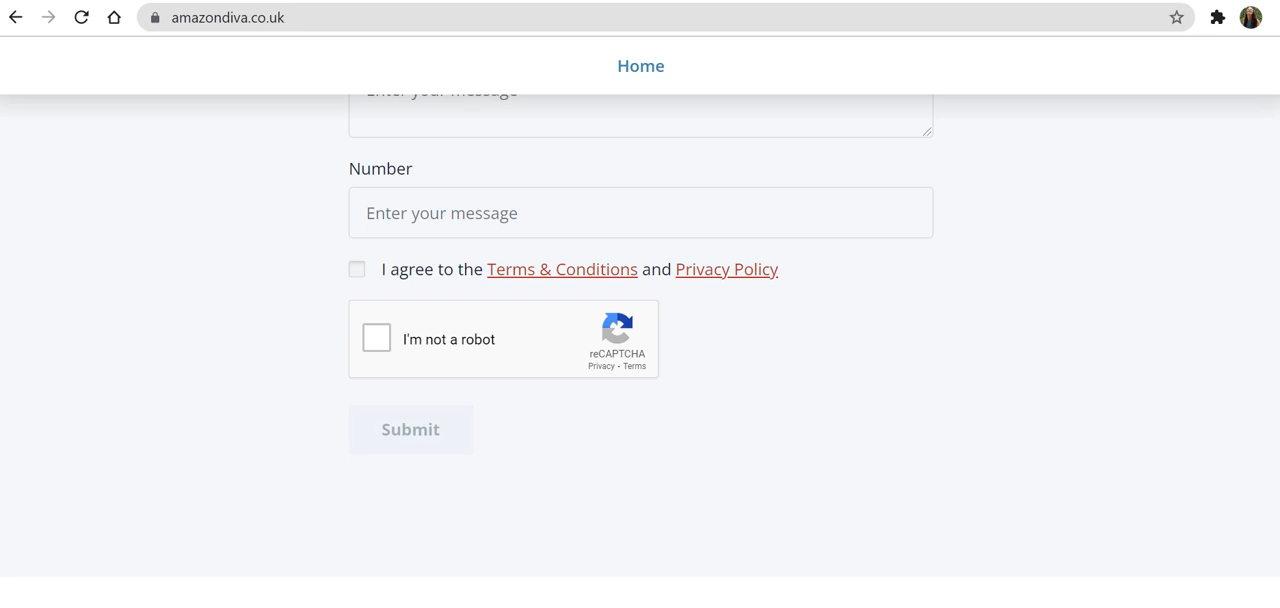 amazondiva.co.uk
Home
Enter your message
Number
Enter your message
I agree to the Terms & Conditions and Privacy Policy
I'm not a robot
reCAPTCHA
Privacy - Terms
Submit